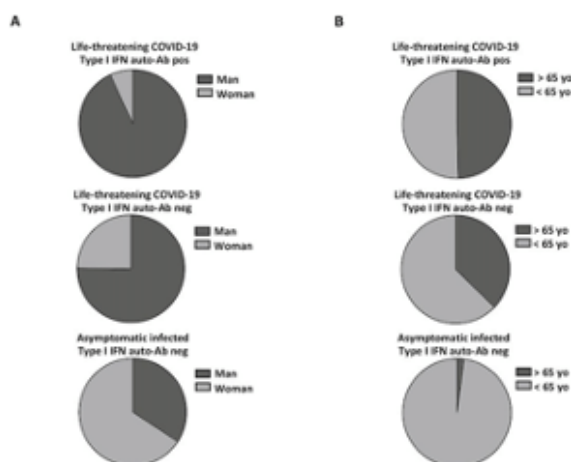 A
Life-threatening COVID-19
Type I IFN auto-Ab pos
Man
Woman
Life-threatening COVID-19
Type I IFN auto-Ab neg
Man
Woman
Asymptomatic infected
Type I IFN auto-Ab neg
Man
Woman
B
Life-threatening COVID-19
Type I IFN auto-Ab pos
> 65 yo
< 65 yo
Life-threatening COVID-19
Type I IFN auto-Ab neg
> 65 yo
< 65 yo
Asymptomatic infected
Type I IFN auto-Ab neg
> 65 yo
< 65 yo